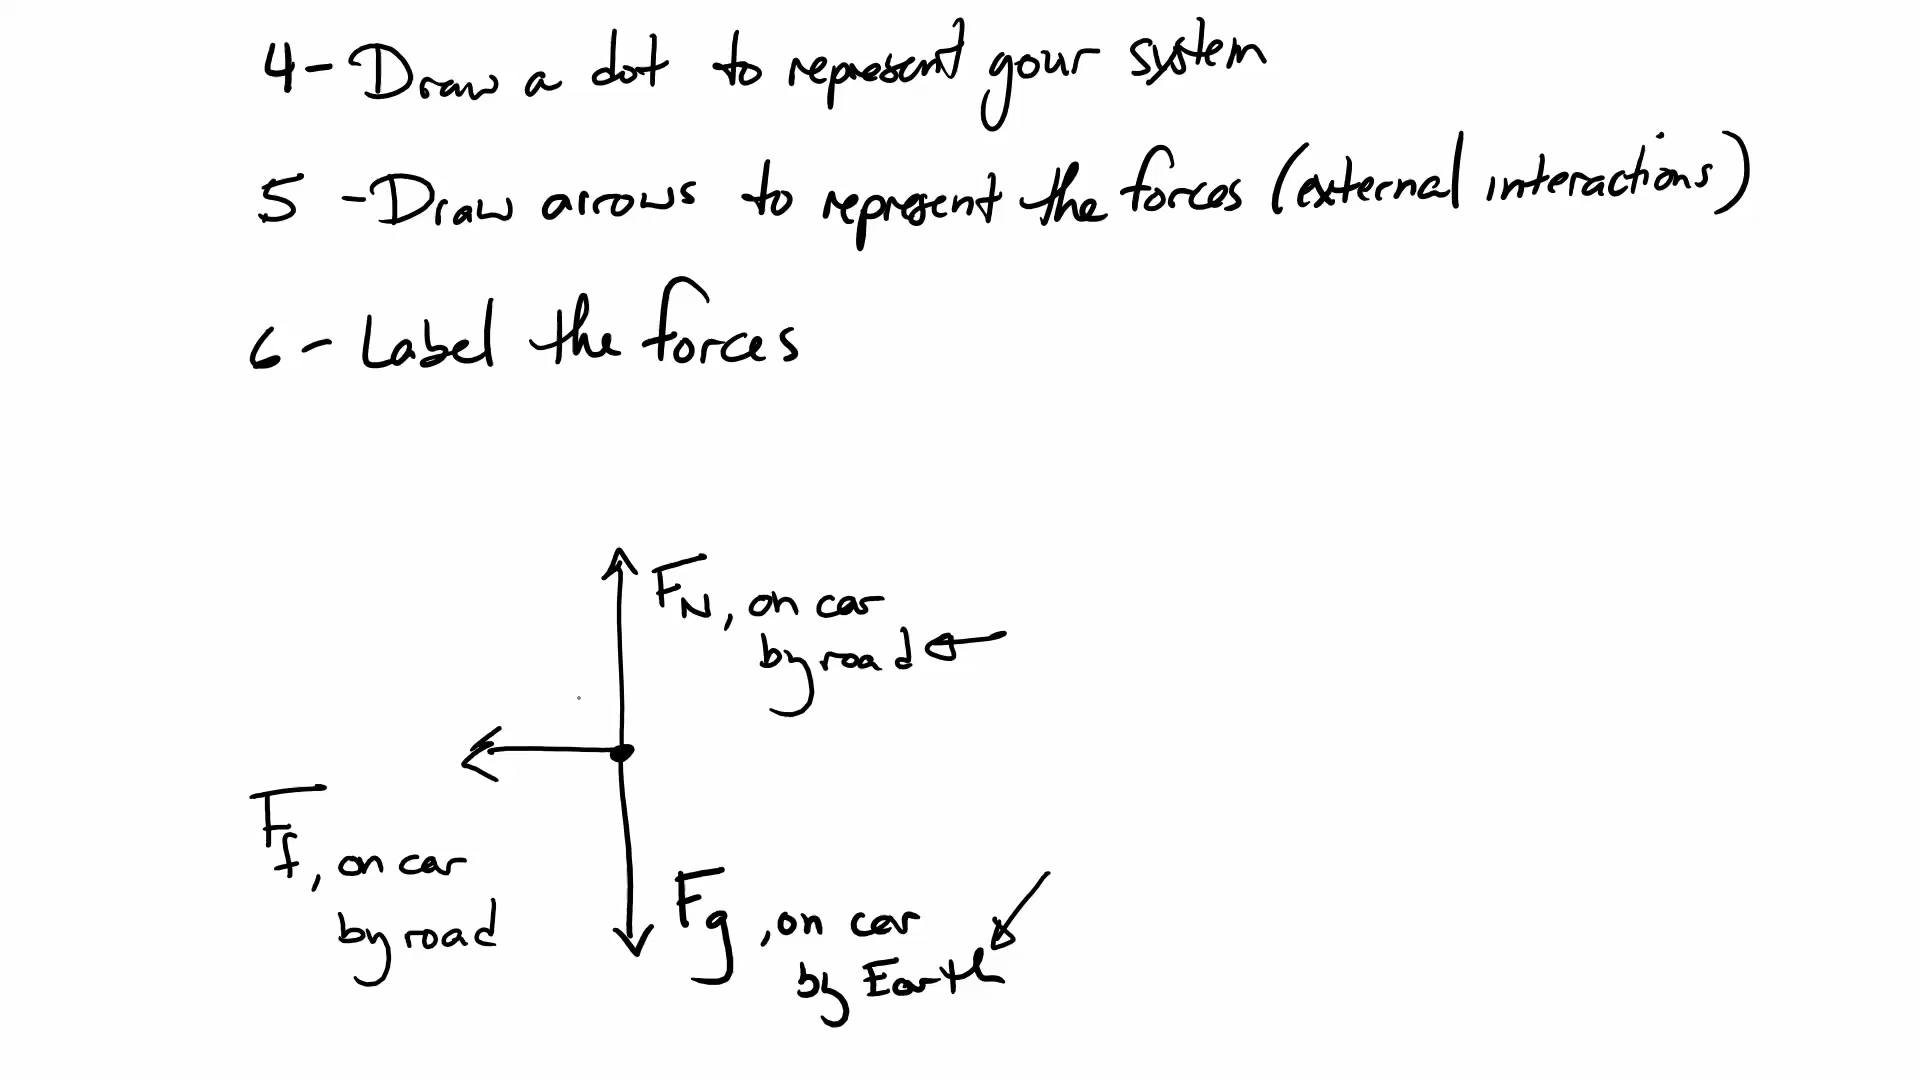 4 - Draw a dot to represent your system
5 - Draw arrows to represent the forces (external interactions)
6 - Label the forces
FN, on car
by road
Ff, on car
by road
Fg, on car
by Earth